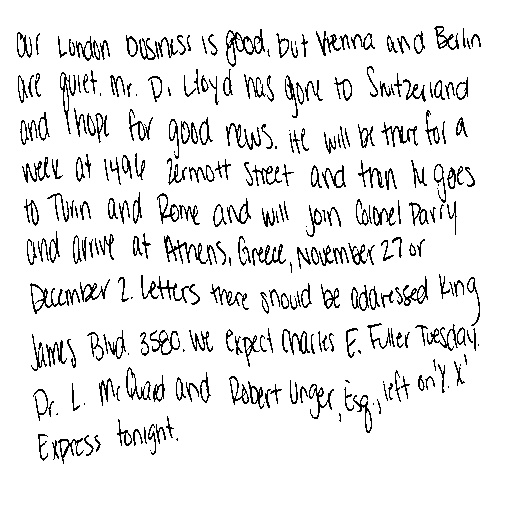 Our London business is good, but Vienna and Berlin
are quiet. Mr. D. Lloyd has gone to Switzerland
and I hope for good news. He will be there for a
week at 1496 Zermott Street and then he goes
to Turin and Rome and will join Colonel Parry
and arrive at Athens, Greece, November 27 or
December 2. Letters there should be addressed King
James Blvd. 3580. We expect Charles E. Fuller Tuesday.
Dr. L. McQuaid and Robert Unger, Esq., left on 'Y. X'
Express tonight.